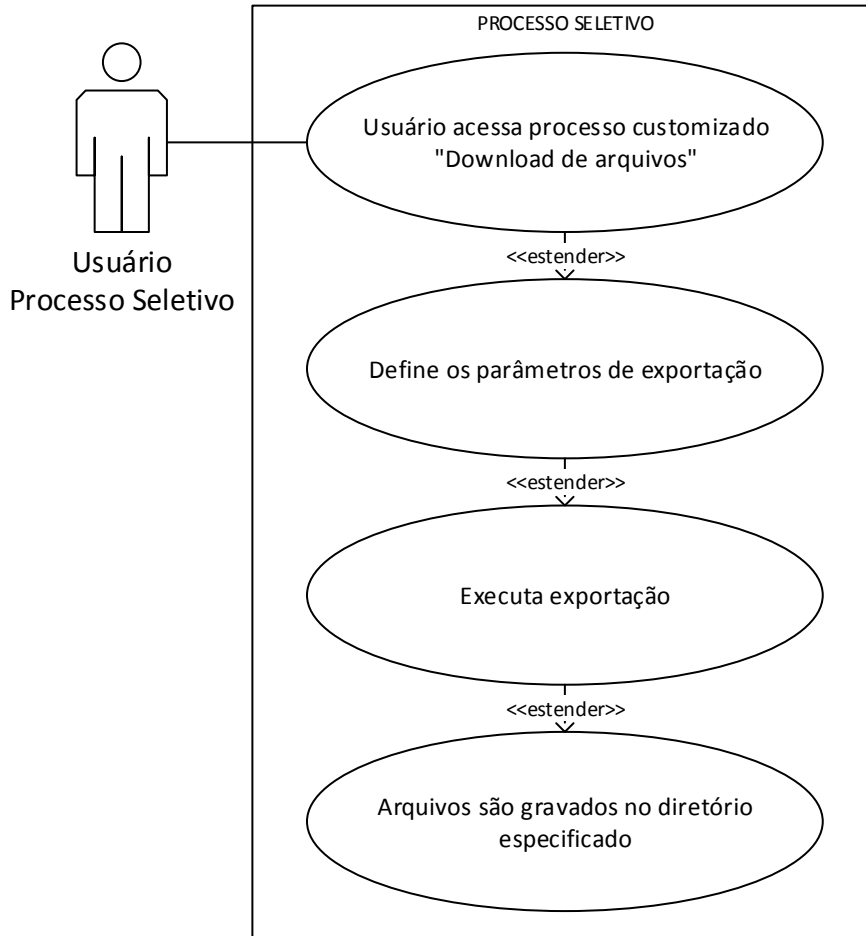 PROCESSO SELETIVO
Usuário acessa processo customizado
"Download de arquivos"
Usuário
Processo Seletivo
<<estender>>
Define os parâmetros de exportação
<<estender>>
Executa exportação
<<estender>>
Arquivos são gravados no diretório
especificado